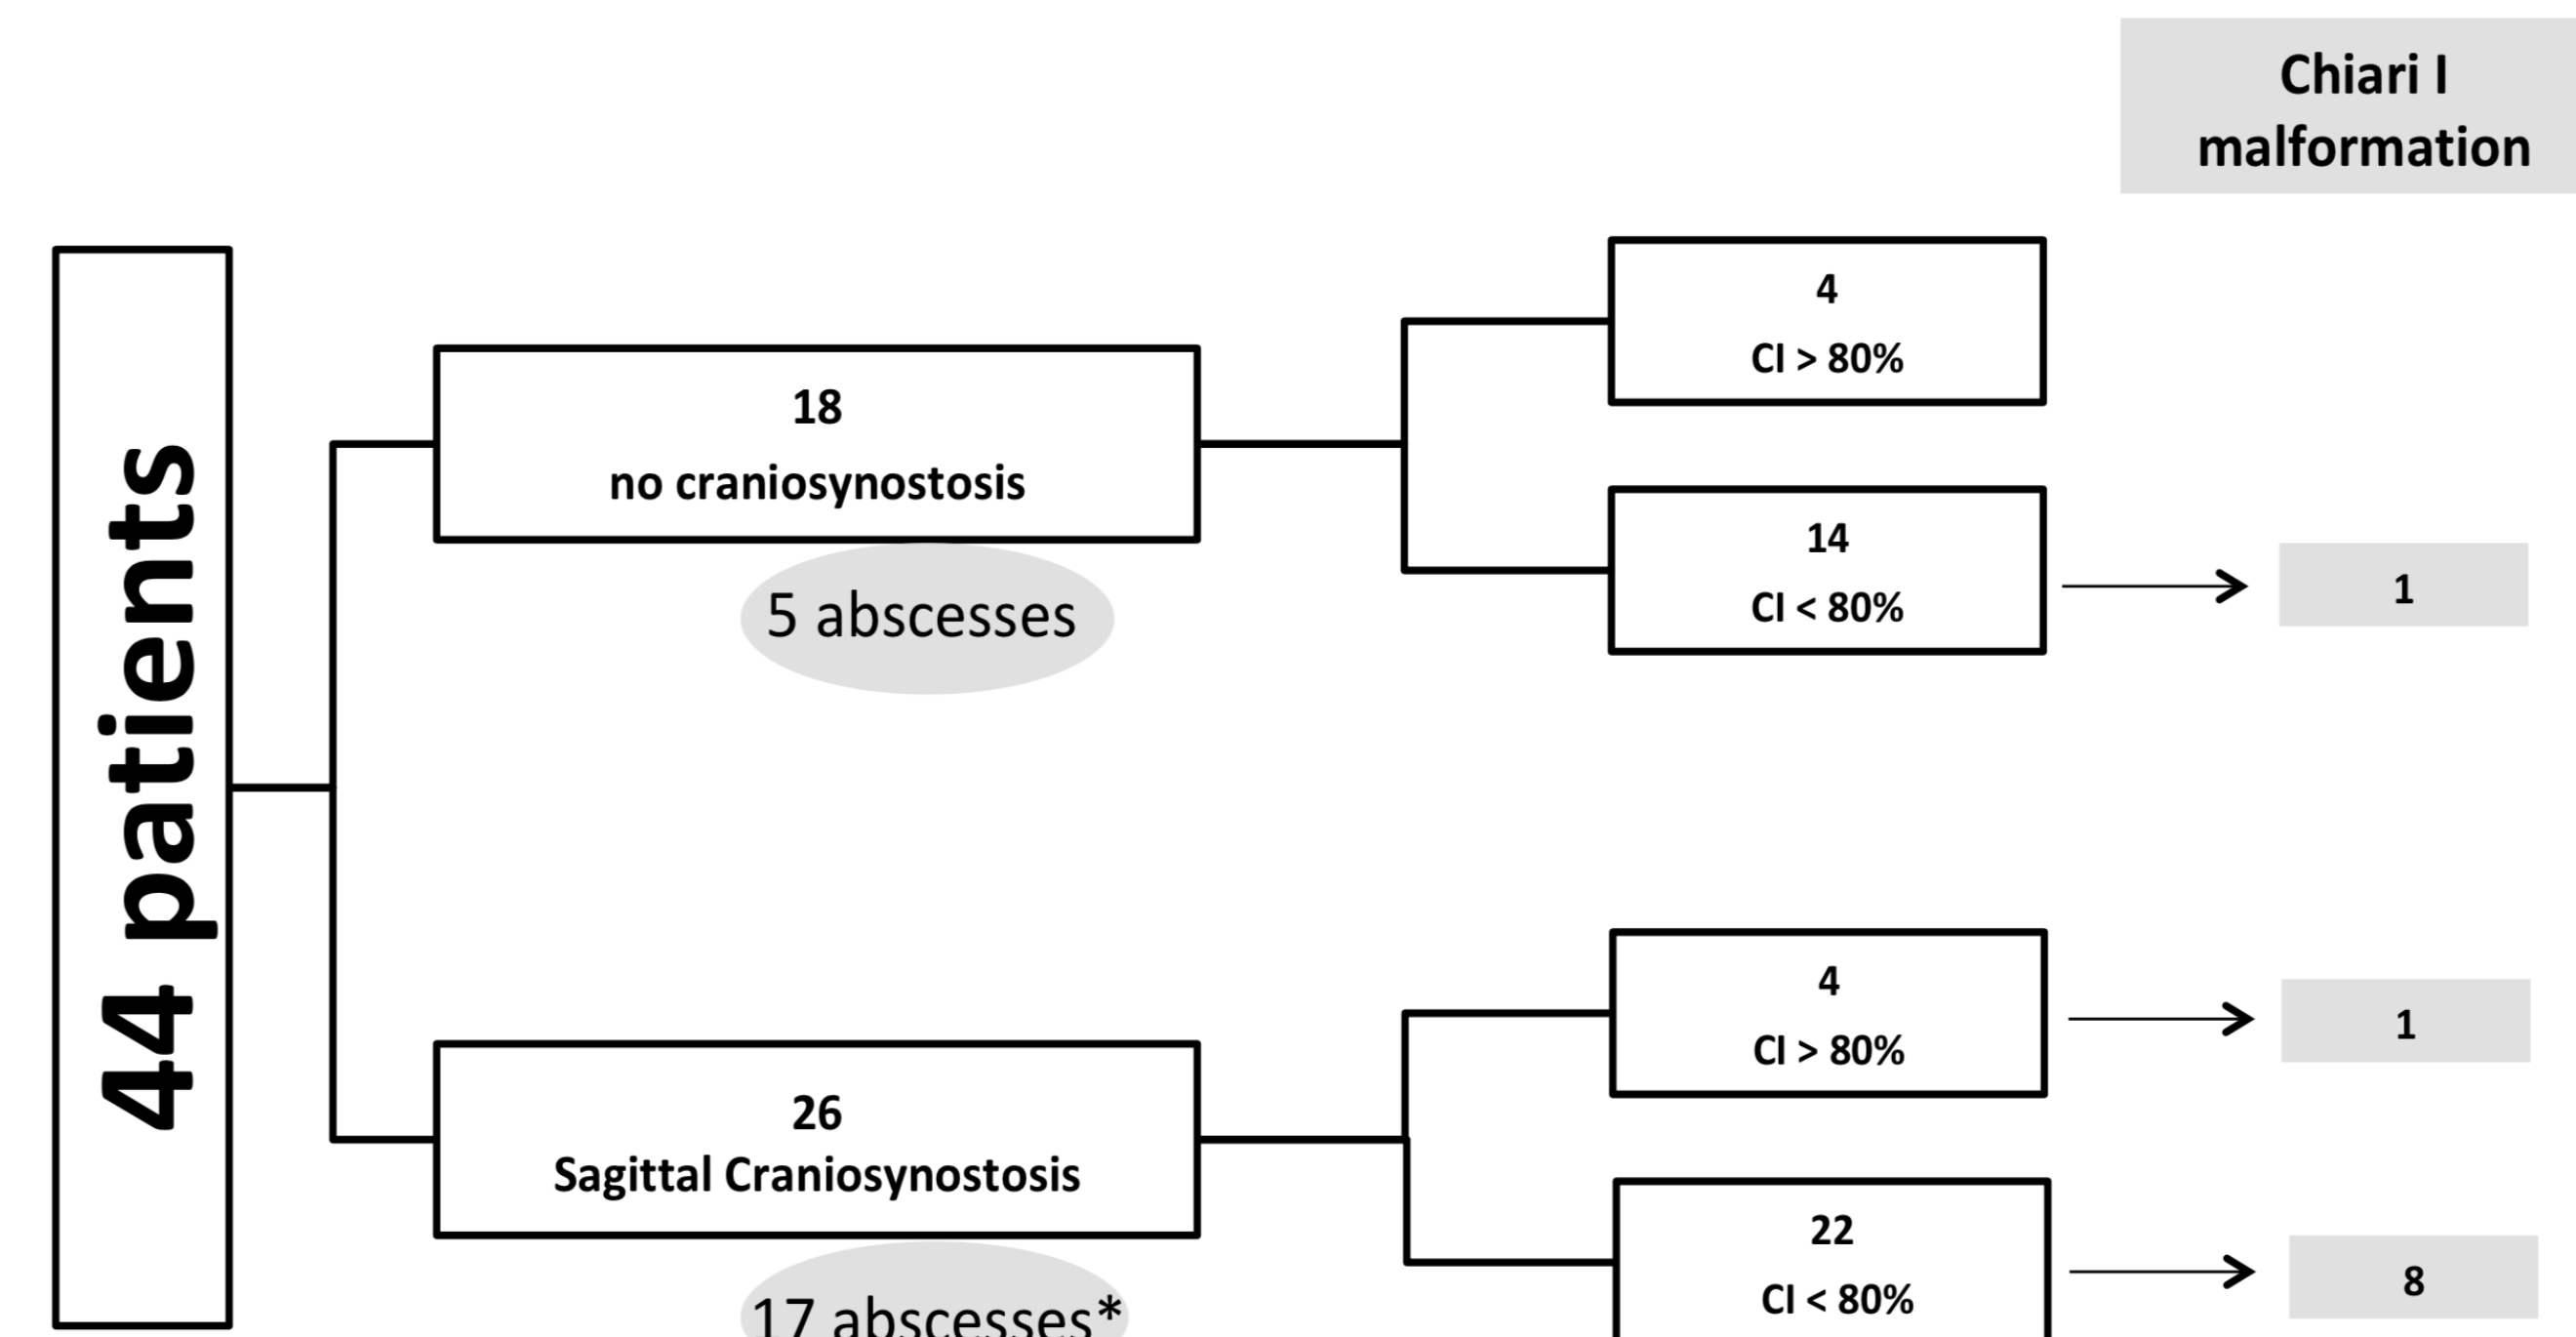 Chiari I
malformation
44 patients
18
no craniosynostosis
5 abscesses
4
CI > 80%
14
CI < 80%
1
26
Sagittal Craniosynostosis
17 abscesses*
4
CI > 80%
1
22
CI < 80%
8